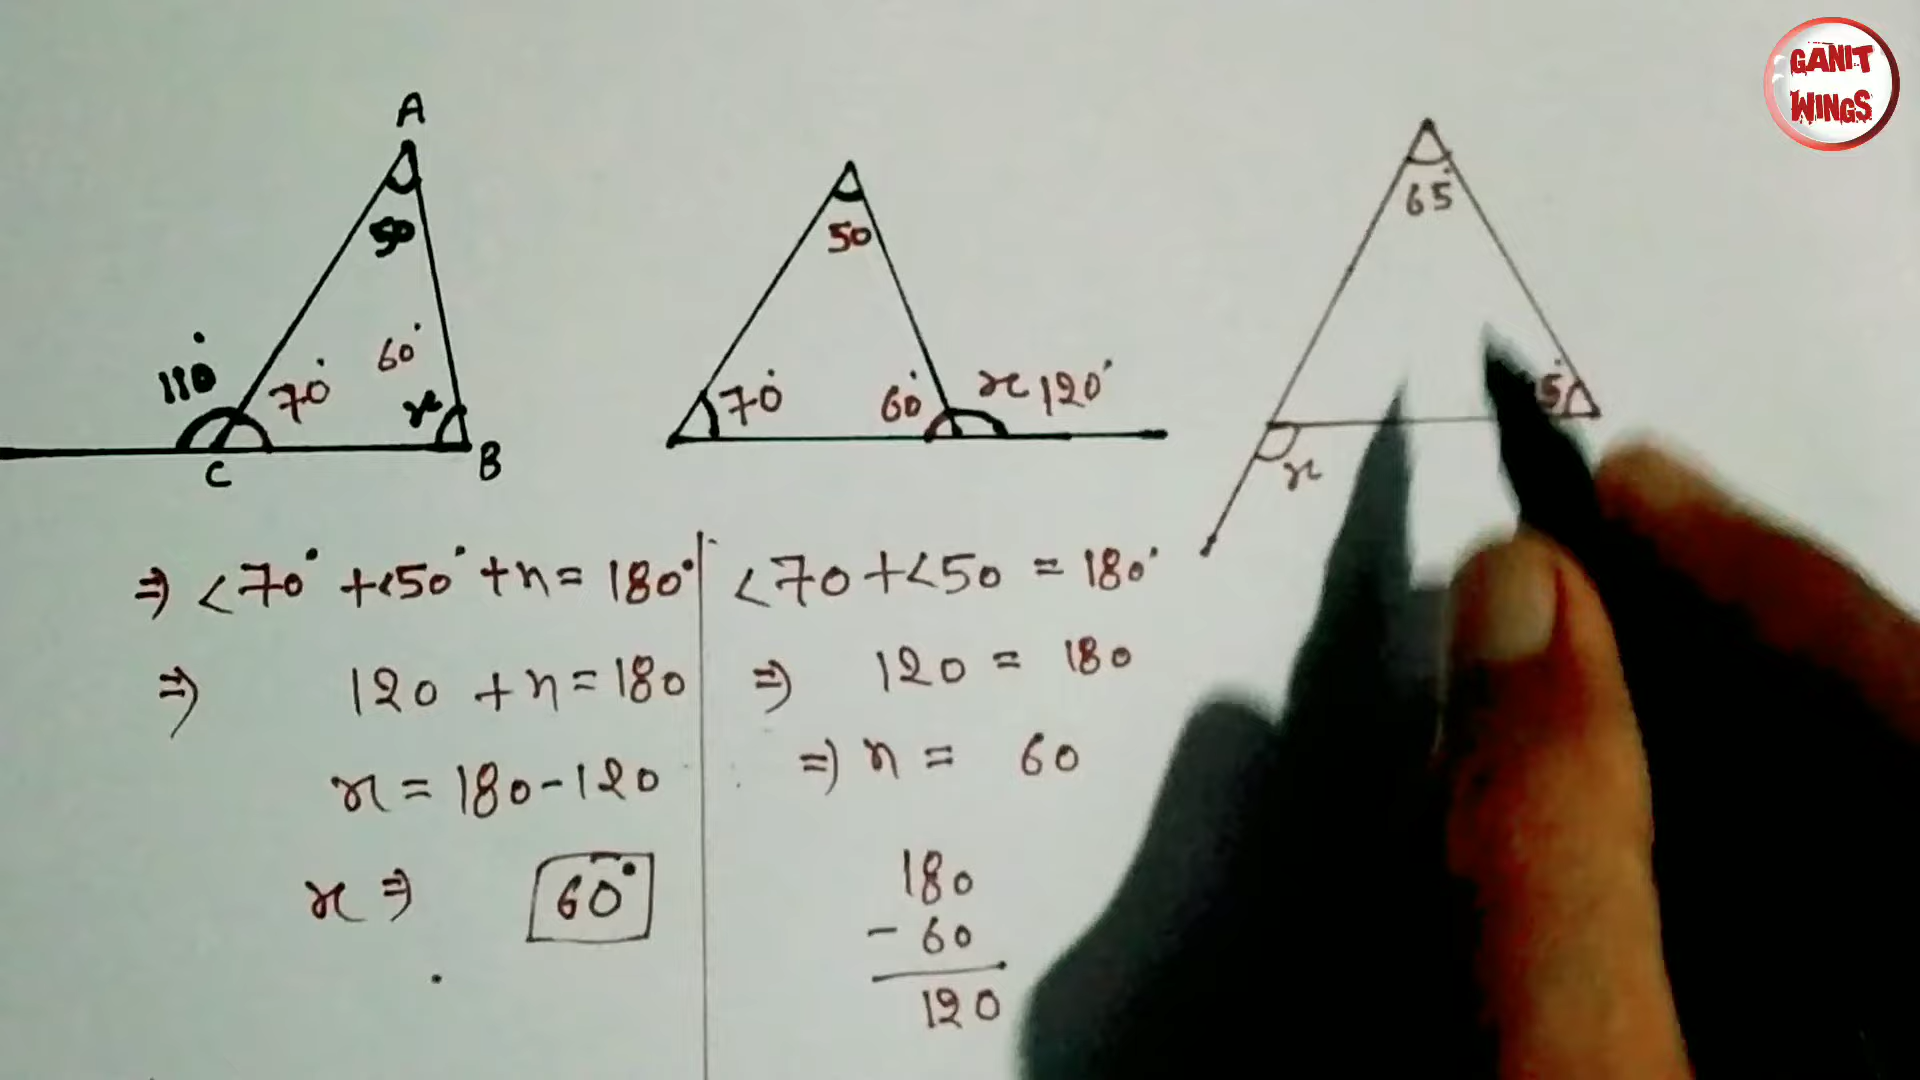 GANIT
WINGS
A
50
110°
70°
60°
x
C
B
50
70°
60°
x 120°
65°
x
⇒ <70° +<50° +x = 180°
⇒ 120 + x = 180
x = 180 - 120
x ⇒ 60°
<70 + <50 = 180°
⇒ 120 = 180
⇒ x = 60
180
- 60
120